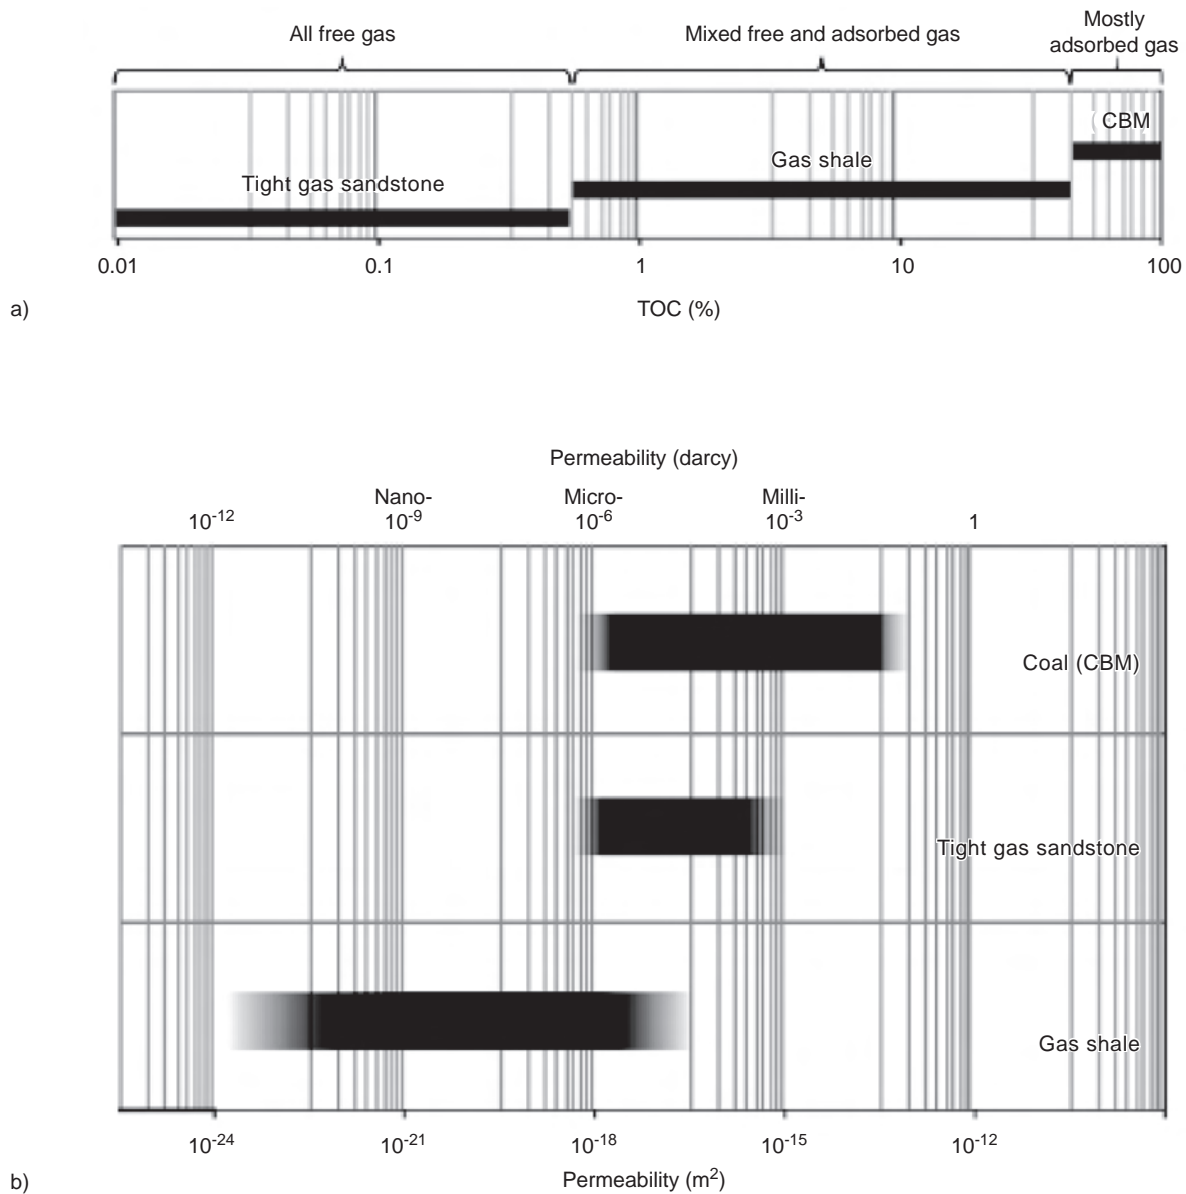 Mostly
All free gas Mixed free and adsorbed gas adsorbed gas
( CBM
Gas shale
Tight gas sandstone
0.01 0.1 1 10 100
a) TOC (%)
Permeability (darcy)
Nano- Micro- Milli-
10-12 10-9 10-6 10-3 1
Coal (CBM)
Tight gas sandstone
Gas shale
10-24 10-21 10-18 10-15 10-12
b) Permeability (m2)